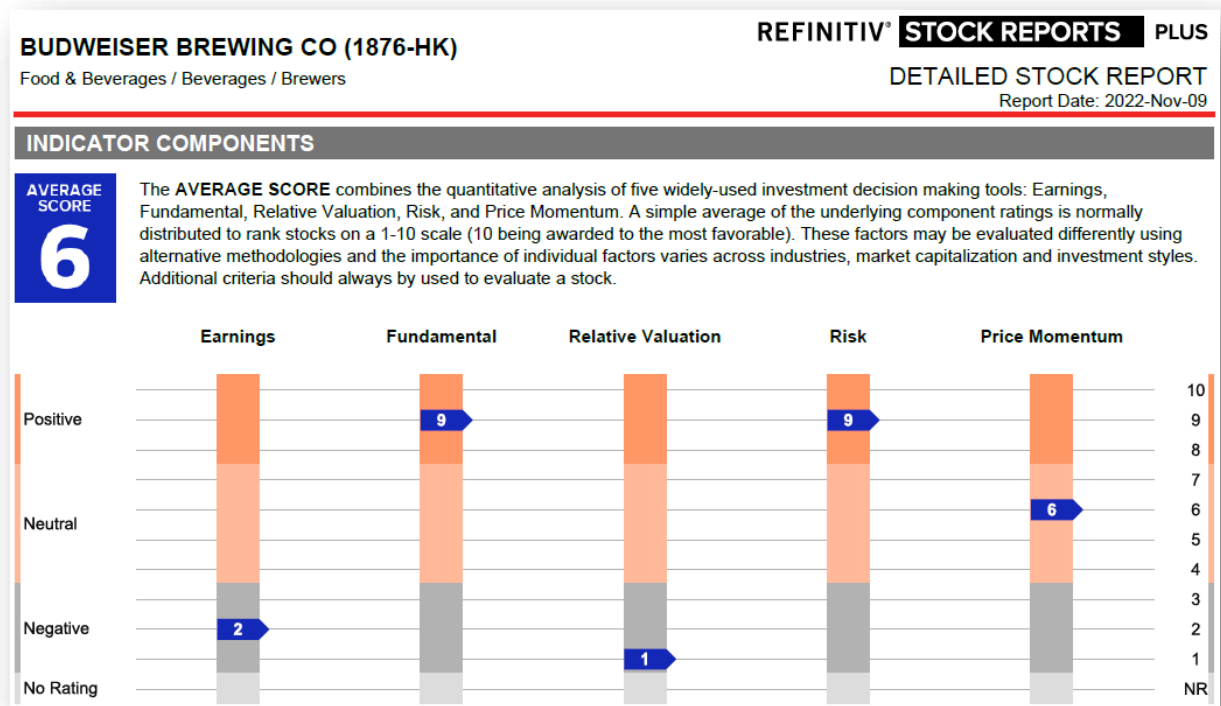 BUDWEISER BREWING CO (1876-HK)
Food & Beverages / Beverages / Brewers
REFINITIV® STOCK REPORTS PLUS
DETAILED STOCK REPORT
Report Date: 2022-Nov-09
INDICATOR COMPONENTS
AVERAGE
SCORE
6
The AVERAGE SCORE combines the quantitative analysis of five widely-used investment decision making tools: Earnings,
Fundamental, Relative Valuation, Risk, and Price Momentum. A simple average of the underlying component ratings is normally
distributed to rank stocks on a 1-10 scale (10 being awarded to the most favorable). These factors may be evaluated differently using
alternative methodologies and the importance of individual factors varies across industries, market capitalization and investment styles.
Additional criteria should always by used to evaluate a stock.
Earnings Fundamental Relative Valuation Risk Price Momentum
10
Positive 9 9 9
8
7
Neutral 6 6
5
4
3
Negative 2 2
1 1
No Rating NR